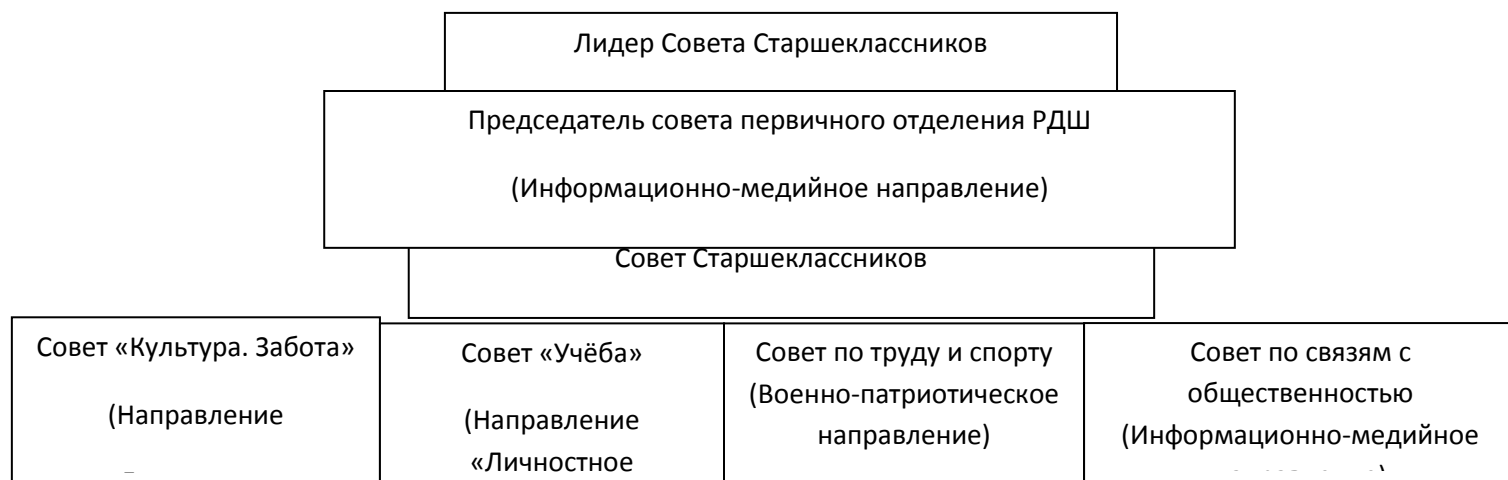 Лидер Совета Старшеклассников
Председатель совета первичного отделения РДШ
(Информационно-медийное направление)
Совет Старшеклассников
Совет «Культура. Забота»
(Направление
Совет «Учёба»
(Направление
«Личностное
Совет по труду и спорту
(Военно-патриотическое
направление)
Совет по связям с
общественностью
(Информационно-медийное